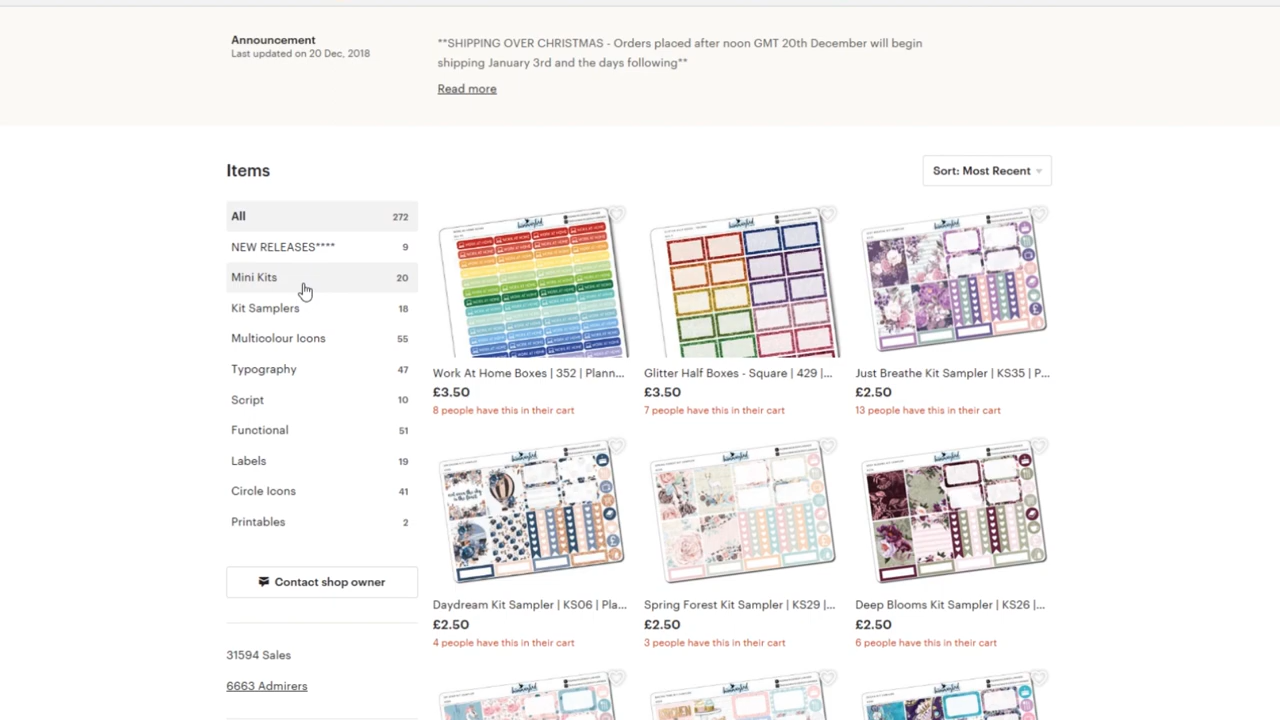 Announcement
Last updated on 20 Dec, 2018
**SHIPPING OVER CHRISTMAS - Orders placed after noon GMT 20th December will begin
shipping January 3rd and the days following**
Read more
Items
Sort: Most Recent
All 272
NEW RELEASES**** 9
Mini Kits 20
Kit Samplers 18
Multicolour Icons 55
Typography 47
Script 10
Functional 51
Labels 19
Circle Icons 41
Printables 2
Contact shop owner
31594 Sales
6663 Admirers
Work At Home Boxes | 352 | Plann...
£3.50
8 people have this in their cart
Glitter Half Boxes - Square | 429 |...
£3.50
7 people have this in their cart
Just Breathe Kit Sampler | KS35 | P...
£2.50
13 people have this in their cart
Daydream Kit Sampler | KS06 | Pla...
£2.50
4 people have this in their cart
Spring Forest Kit Sampler | KS29 |...
£2.50
3 people have this in their cart
Deep Blooms Kit Sampler | KS26 |...
£2.50
6 people have this in their cart